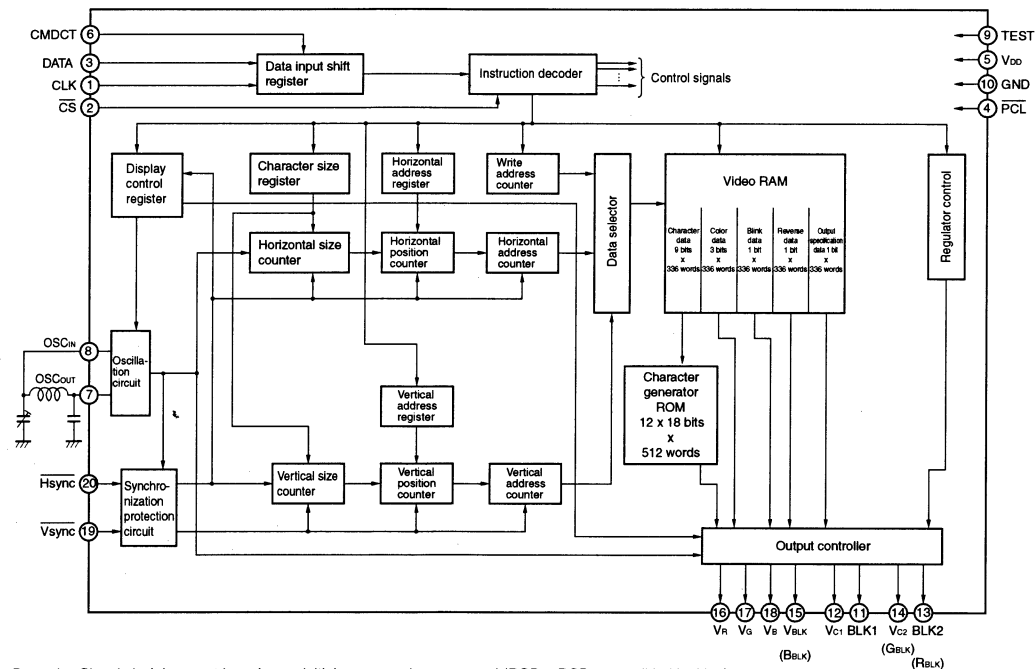 CMDCT 6
DATA 3
CLK 1
CS 2
Data input shift
register
Instruction decoder
Control signals
9 TEST
5 VDD
10 GND
4 PCL
Display
control
register
Character size
register
Horizontal
address
register
Write
address
counter
Data selector
Video RAM
Character
data
9 bits
x
336 words
Color
data
3 bits
x
336 words
Blink
data
1 bit
x
336 words
Reverse
data
1 bit
x
336 words
Output
specification
data 1 bit
x
336 words
Regulator control
Horizontal size
counter
Horizontal
position
counter
Horizontal
address
counter
OSCIN 8
OSCOUT
7
Oscilla-
tion
circuit
Vertical
address
register
Character
generator
ROM
12 x 18 bits
x
512 words
Hsync 20
Vsync 19
Synchro-
nization
protection
circuit
Vertical size
counter
Vertical
position
counter
Vertical
address
counter
Output controller
16 17 18 15 12 11 14 13
VR VG VB VBLK VC1 BLK1 VC2 BLK2
(BBLK) (GBLK) (RBLK)